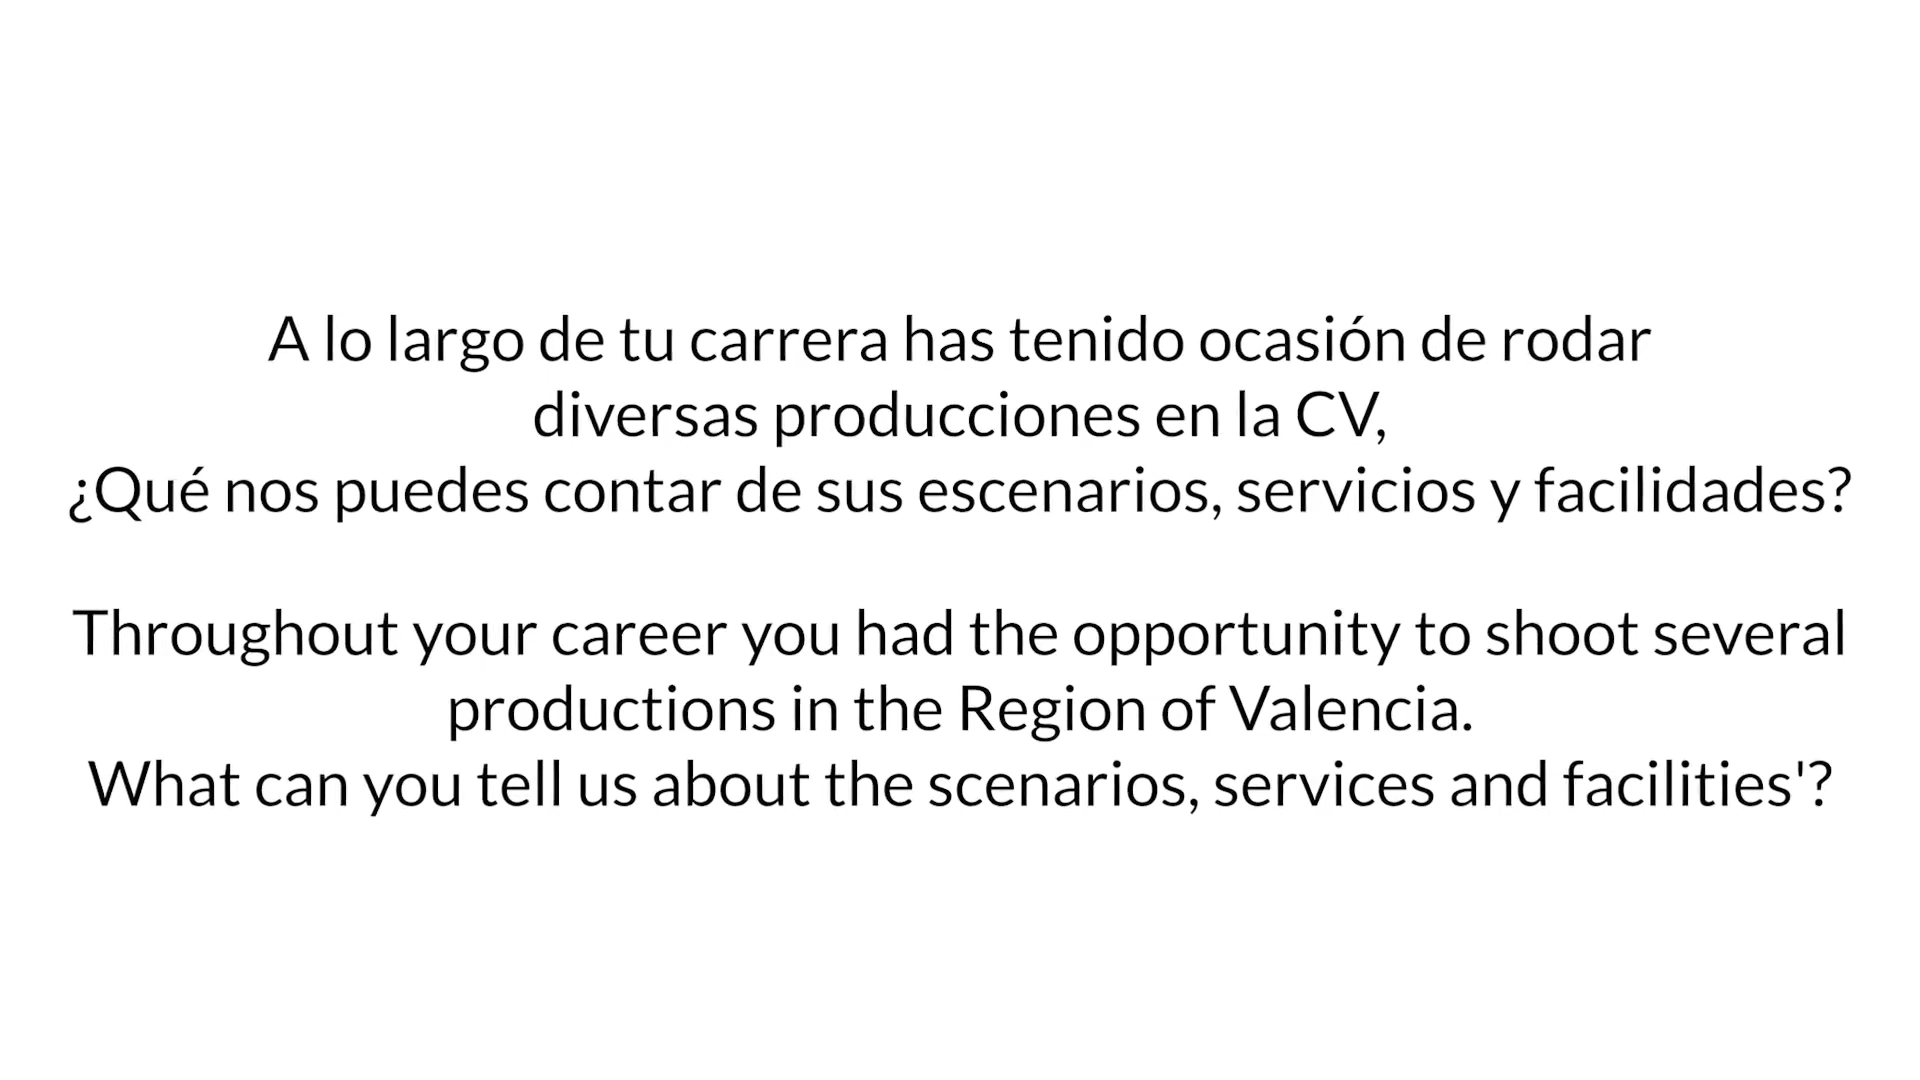 A lo largo de tu carrera has tenido ocasión de rodar
diversas producciones en la CV,
¿Qué nos puedes contar de sus escenarios, servicios y facilidades?
Throughout your career you had the opportunity to shoot several
productions in the Region of Valencia.
What can you tell us about the scenarios, services and facilities'?